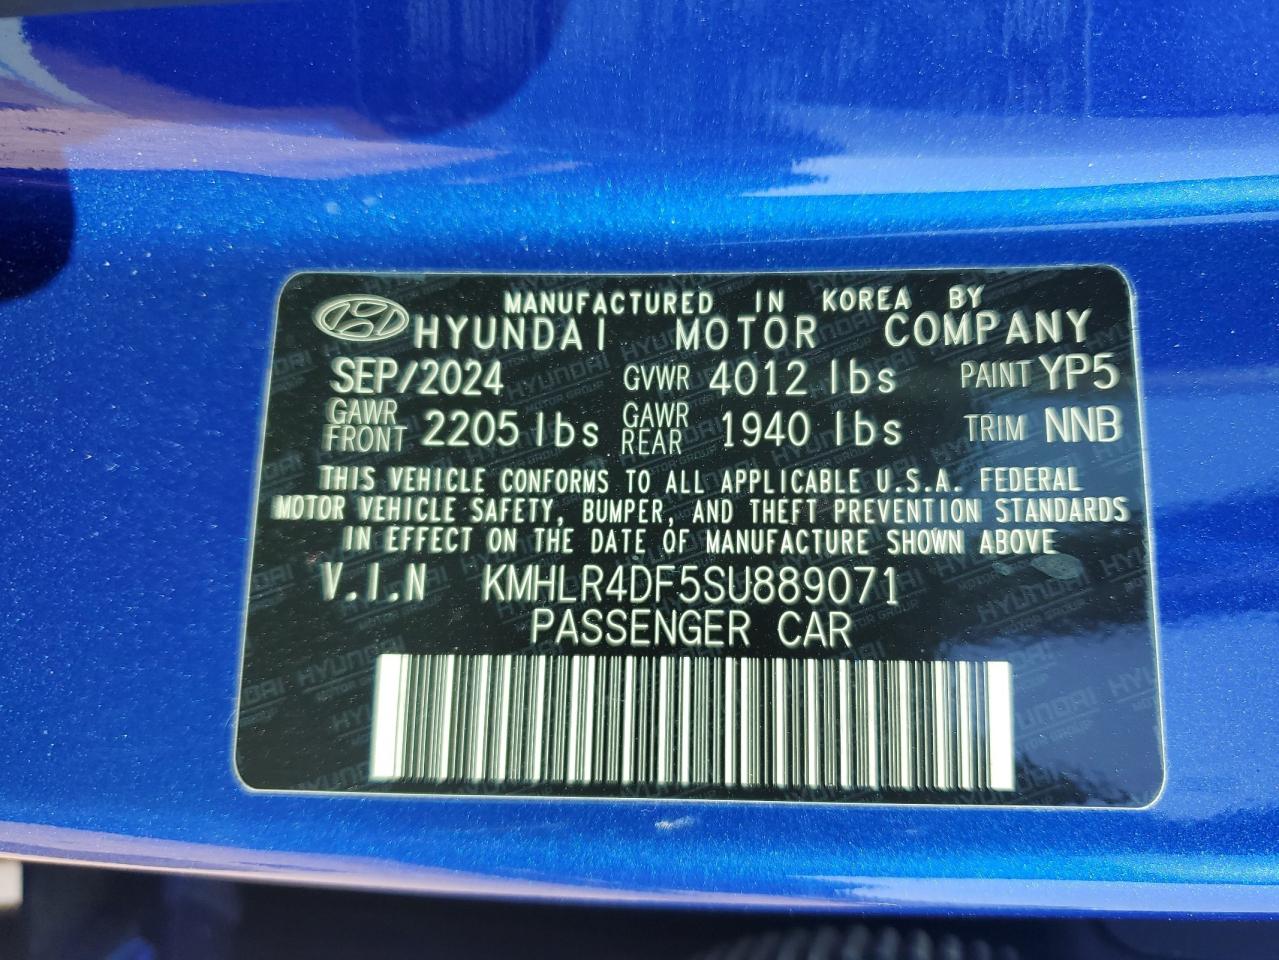 MANUFACTURED IN KOREA BY
HYUNDAI MOTOR COMPANY
SEP/2024 GVWR 4012 lbs PAINT YP5
GAWR FRONT 2205 lbs GAWR REAR 1940 lbs TRIM NNB
THIS VEHICLE CONFORMS TO ALL APPLICABLE U.S.A. FEDERAL
MOTOR VEHICLE SAFETY, BUMPER, AND THEFT PREVENTION STANDARDS
IN EFFECT ON THE DATE OF MANUFACTURE SHOWN ABOVE
V.I.N KMHLR4DF5SU889071
PASSENGER CAR